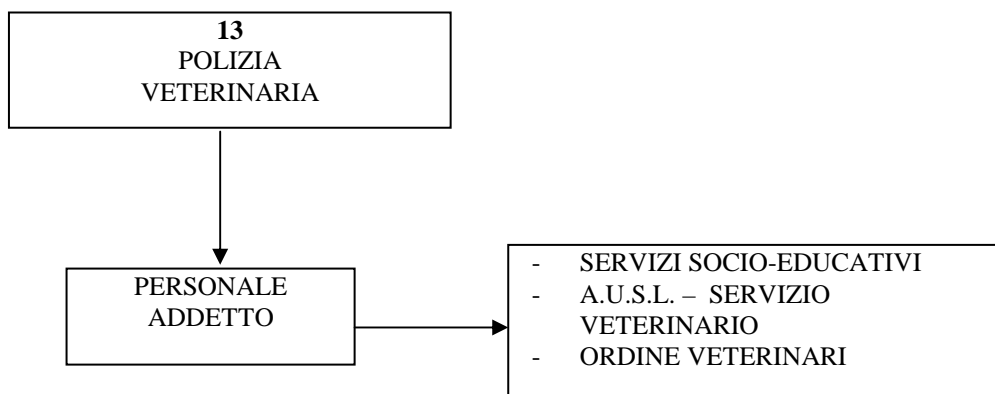 13
POLIZIA
VETERINARIA
PERSONALE
ADDETTO
- SERVIZI SOCIO-EDUCATIVI
- A.U.S.L. – SERVIZIO
VETERINARIO
- ORDINE VETERINARI